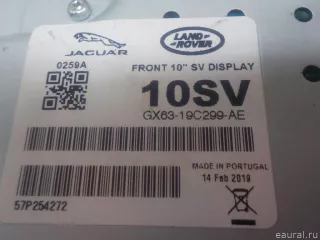 JAGUAR
LAND
ROVER
0259A
FRONT 10" SV DISPLAY
10SV
GX63-19C299-AE
MADE IN PORTUGAL
14 Feb 2019
57P254272
eaural.ru